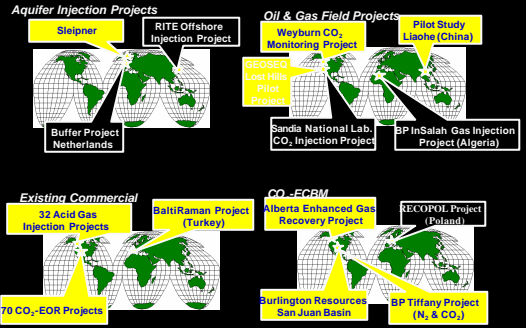 Aquifer Injection Projects
Sleipner
RITE Offshore
Injection Project
Buffer Project
Netherlands
Oil & Gas Field Projects
Weyburn CO₂
Monitoring Project
Pilot Study
Liaohe (China)
GEOSEQ
Lost Hills
Pilot
Project
Sandia National Lab.
CO₂ Injection Project
BP InSalah Gas Injection
Project (Algeria)
Existing Commercial
32 Acid Gas
Injection Projects
BaltiRaman Project
(Turkey)
70 CO₂-EOR Projects
CO₂-ECBM
Alberta Enhanced Gas
Recovery Project
RECOPOL Project
(Poland)
Burlington Resources
San Juan Basin
BP Tiffany Project
(N₂ & CO₂)